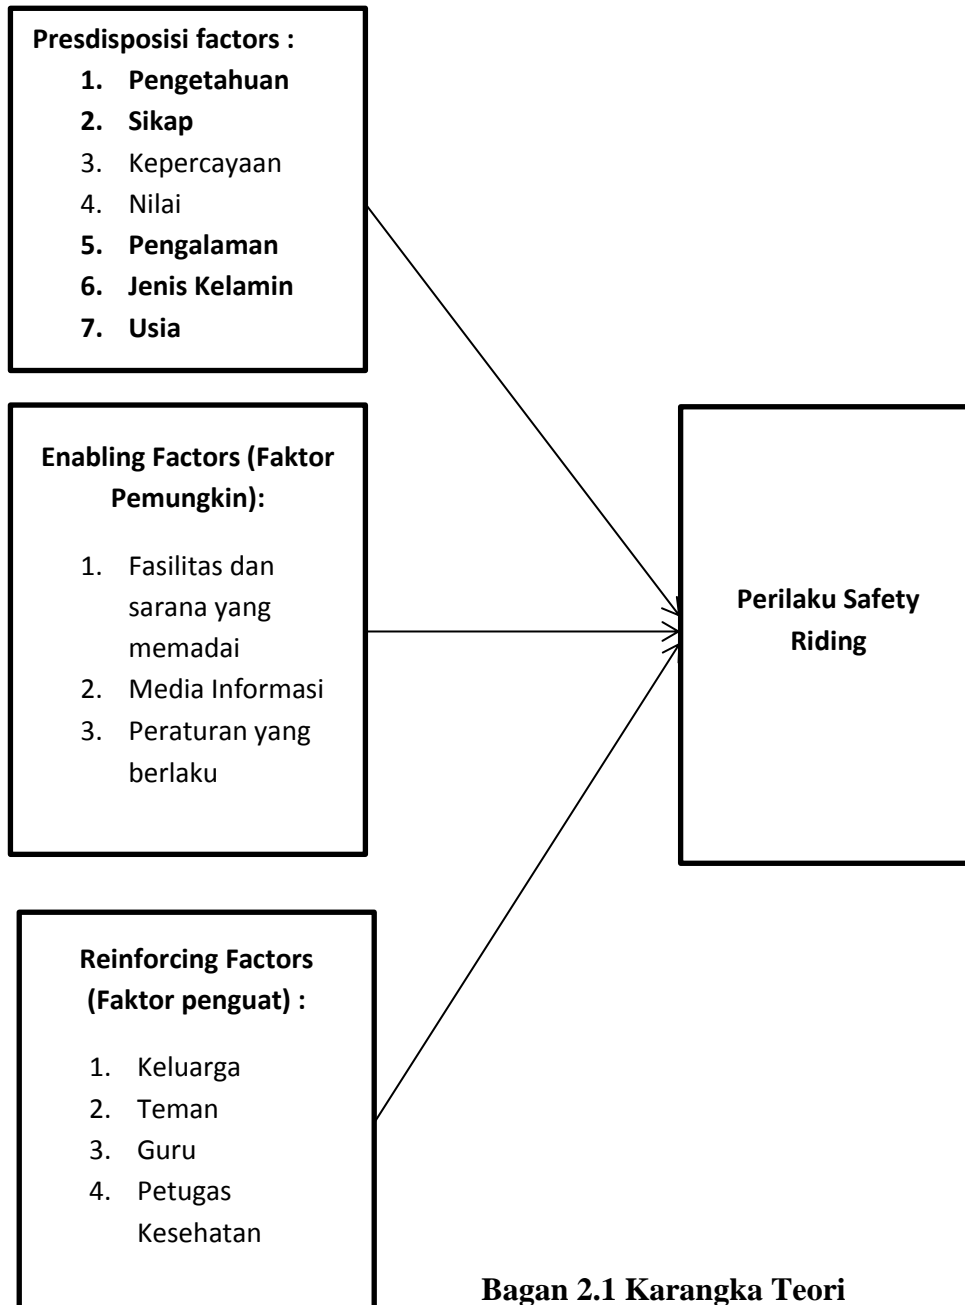 Presdisposisi factors :
1. Pengetahuan
2. Sikap
3. Kepercayaan
4. Nilai
5. Pengalaman
6. Jenis Kelamin
7. Usia
Enabling Factors (Faktor
Pemungkin):
1. Fasilitas dan
sarana yang
memadai
2. Media Informasi
3. Peraturan yang
berlaku
Reinforcing Factors
(Faktor penguat) :
1. Keluarga
2. Teman
3. Guru
4. Petugas
Kesehatan
Perilaku Safety
Riding
Bagan 2.1 Karangka Teori